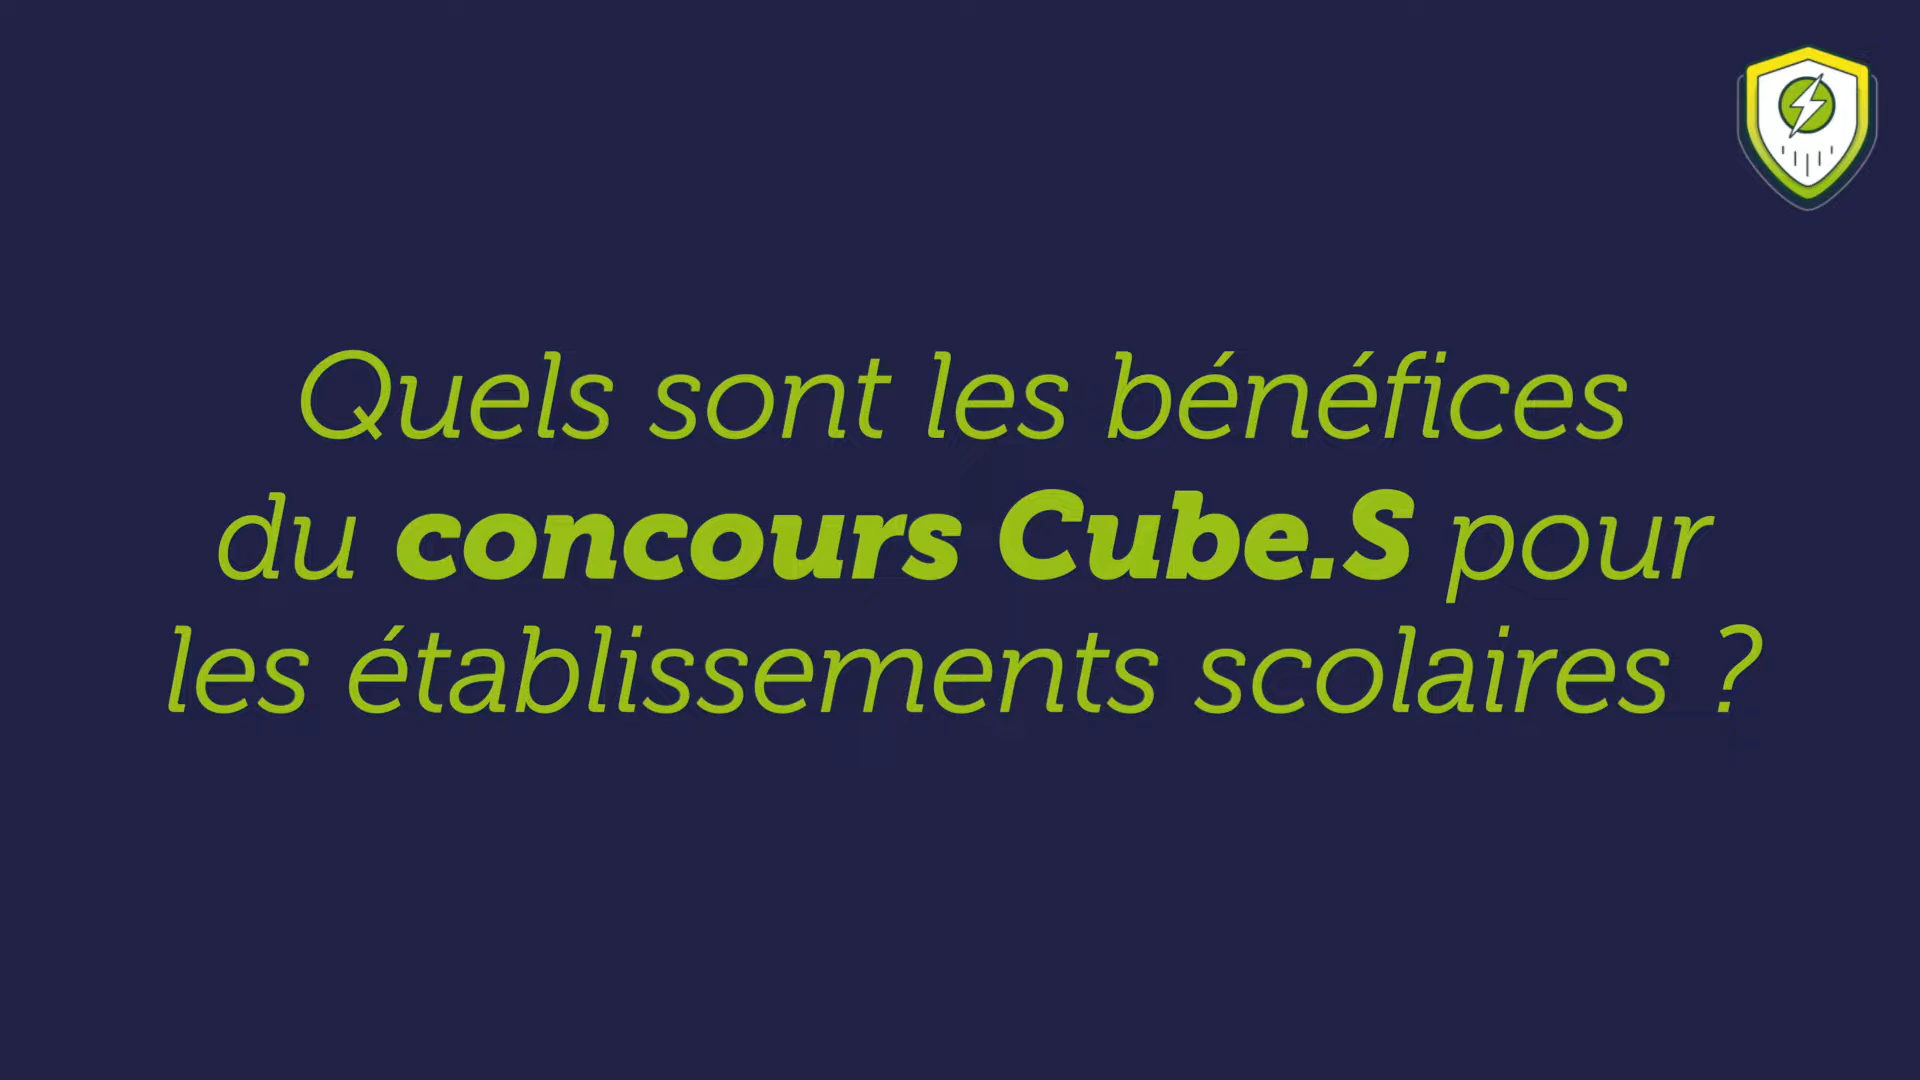 Quels sont les bénéfices
du concours Cube.S pour
les établissements scolaires ?